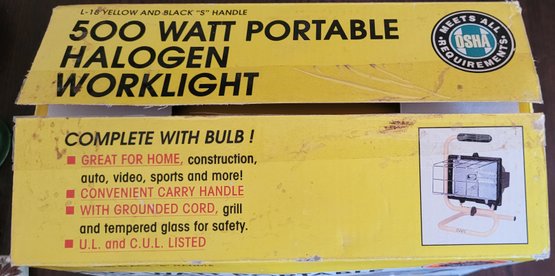 L-18 YELLOW AND BLACK "S" HANDLE
500 WATT PORTABLE
HALOGEN
WORKLIGHT
MEETS ALL
OSHA
REQUIREMENTS
COMPLETE WITH BULB !
GREAT FOR HOME, construction,
auto, video, sports and more!
CONVENIENT CARRY HANDLE
WITH GROUNDED CORD, grill
and tempered glass for safety.
U.L. and C.U.L. LISTED